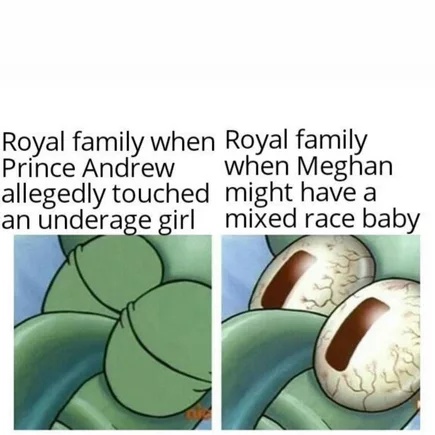 Royal family when
Prince Andrew
allegedly touched
an underage girl
Royal family
when Meghan
might have a
mixed race baby